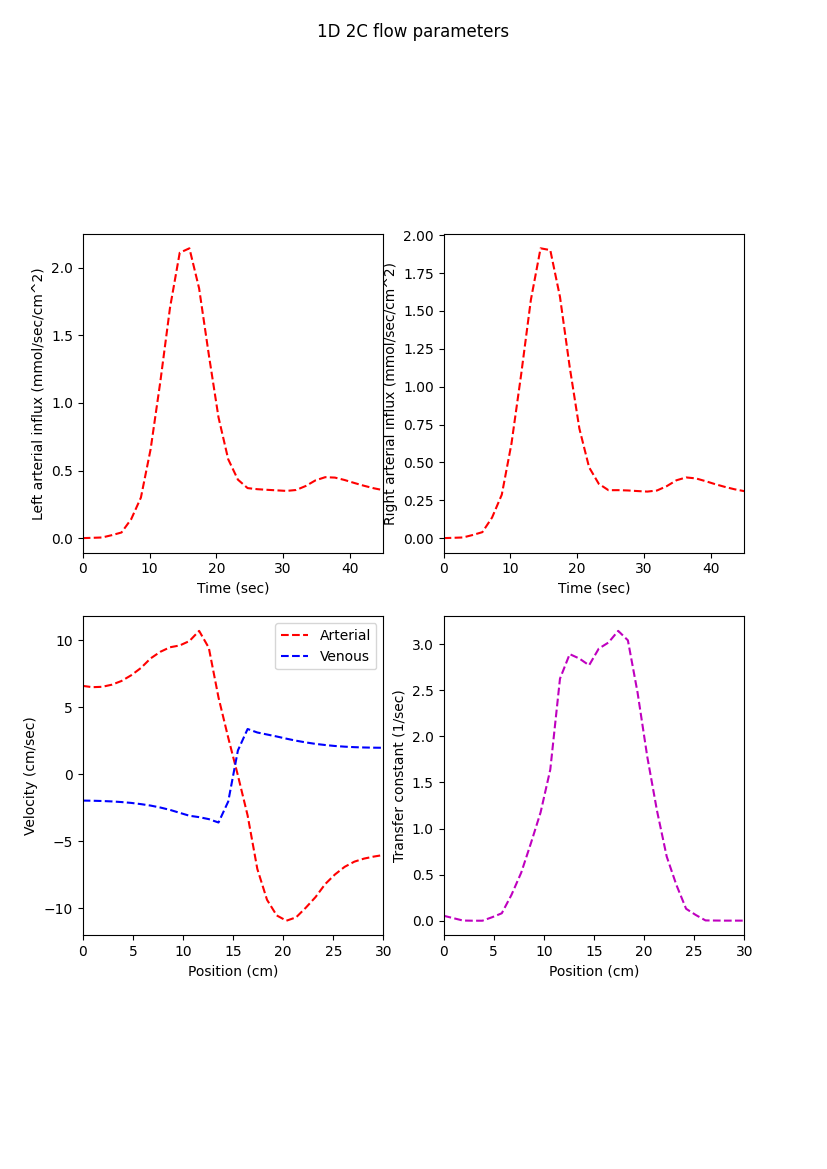 1D 2C flow parameters
Left arterial influx (mmol/sec/cm^2)
2.0
1.5
1.0
0.5
0.0
0 10 20 30 40
Time (sec)
Right arterial influx (mmol/sec/cm^2)
2.00
1.75
1.50
1.25
1.00
0.75
0.50
0.25
0.00
0 10 20 30 40
Time (sec)
Velocity (cm/sec)
10
5
0
−5
−10
Arterial
Venous
0 5 10 15 20 25 30
Position (cm)
Transfer constant (1/sec)
3.0
2.5
2.0
1.5
1.0
0.5
0.0
0 5 10 15 20 25 30
Position (cm)